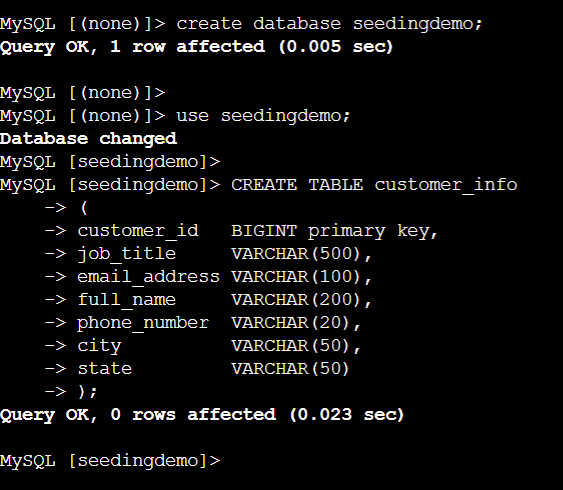 MySQL [(none)]> create database seedingdemo;
Query OK, 1 row affected (0.005 sec)
MySQL [(none)]>
MySQL [(none)]> use seedingdemo;
Database changed
MySQL [seedingdemo]>
MySQL [seedingdemo]> CREATE TABLE customer_info
    -> (
    -> customer_id   BIGINT primary key,
    -> job_title     VARCHAR(500),
    -> email_address VARCHAR(100),
    -> full_name     VARCHAR(200),
    -> phone_number  VARCHAR(20),
    -> city          VARCHAR(50),
    -> state         VARCHAR(50)
    -> );
Query OK, 0 rows affected (0.023 sec)
MySQL [seedingdemo]>